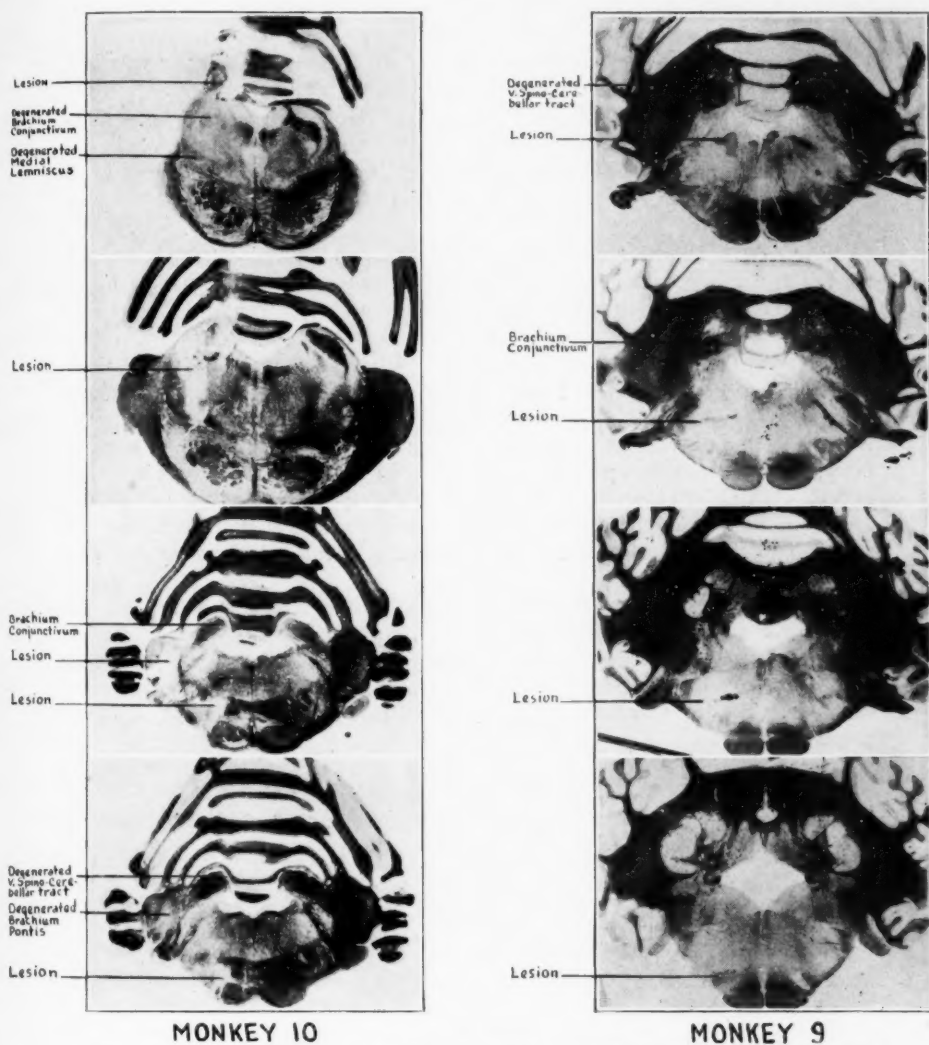 Lesion
Degenerated
Brachium
Conjunctivum
Degenerated
Medial
Lemniscus
Lesion
Brachium
Conjunctivum
Lesion
Lesion
Degenerated
V. Spino-Cere-
bellar tract
Degenerated
Brachium
Pontis
Lesion
MONKEY 10
Degenerated
V. Spino-Cere-
bellar tract
Lesion
Brachium
Conjunctivum
Lesion
Lesion
Lesion
MONKEY 9